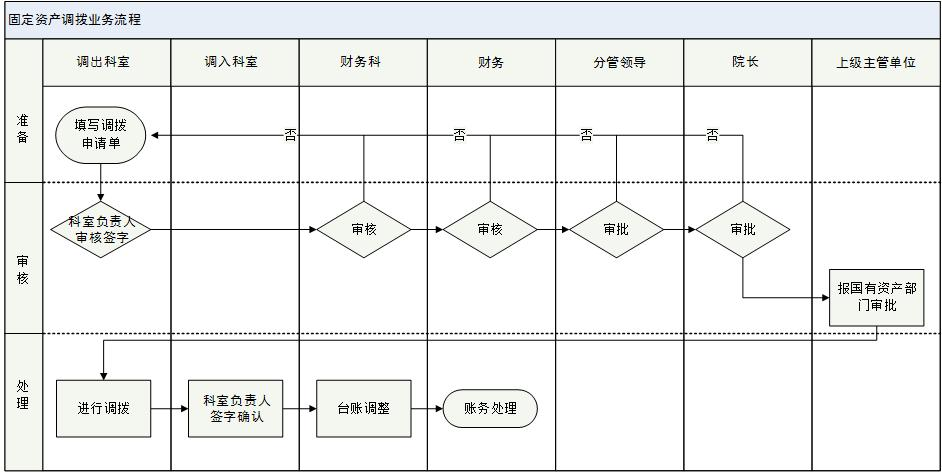 固定资产调拨业务流程
调出科室
调入科室
财务科
财务
分管领导
院长
上级主管单位
准
备
填写调拨
申请单
否
否
否
否
审
核
科室负责人
审核签字
审核
审核
审批
审批
报国有资产部
门审批
处
理
进行调拨
科室负责人
签字确认
台账调整
账务处理